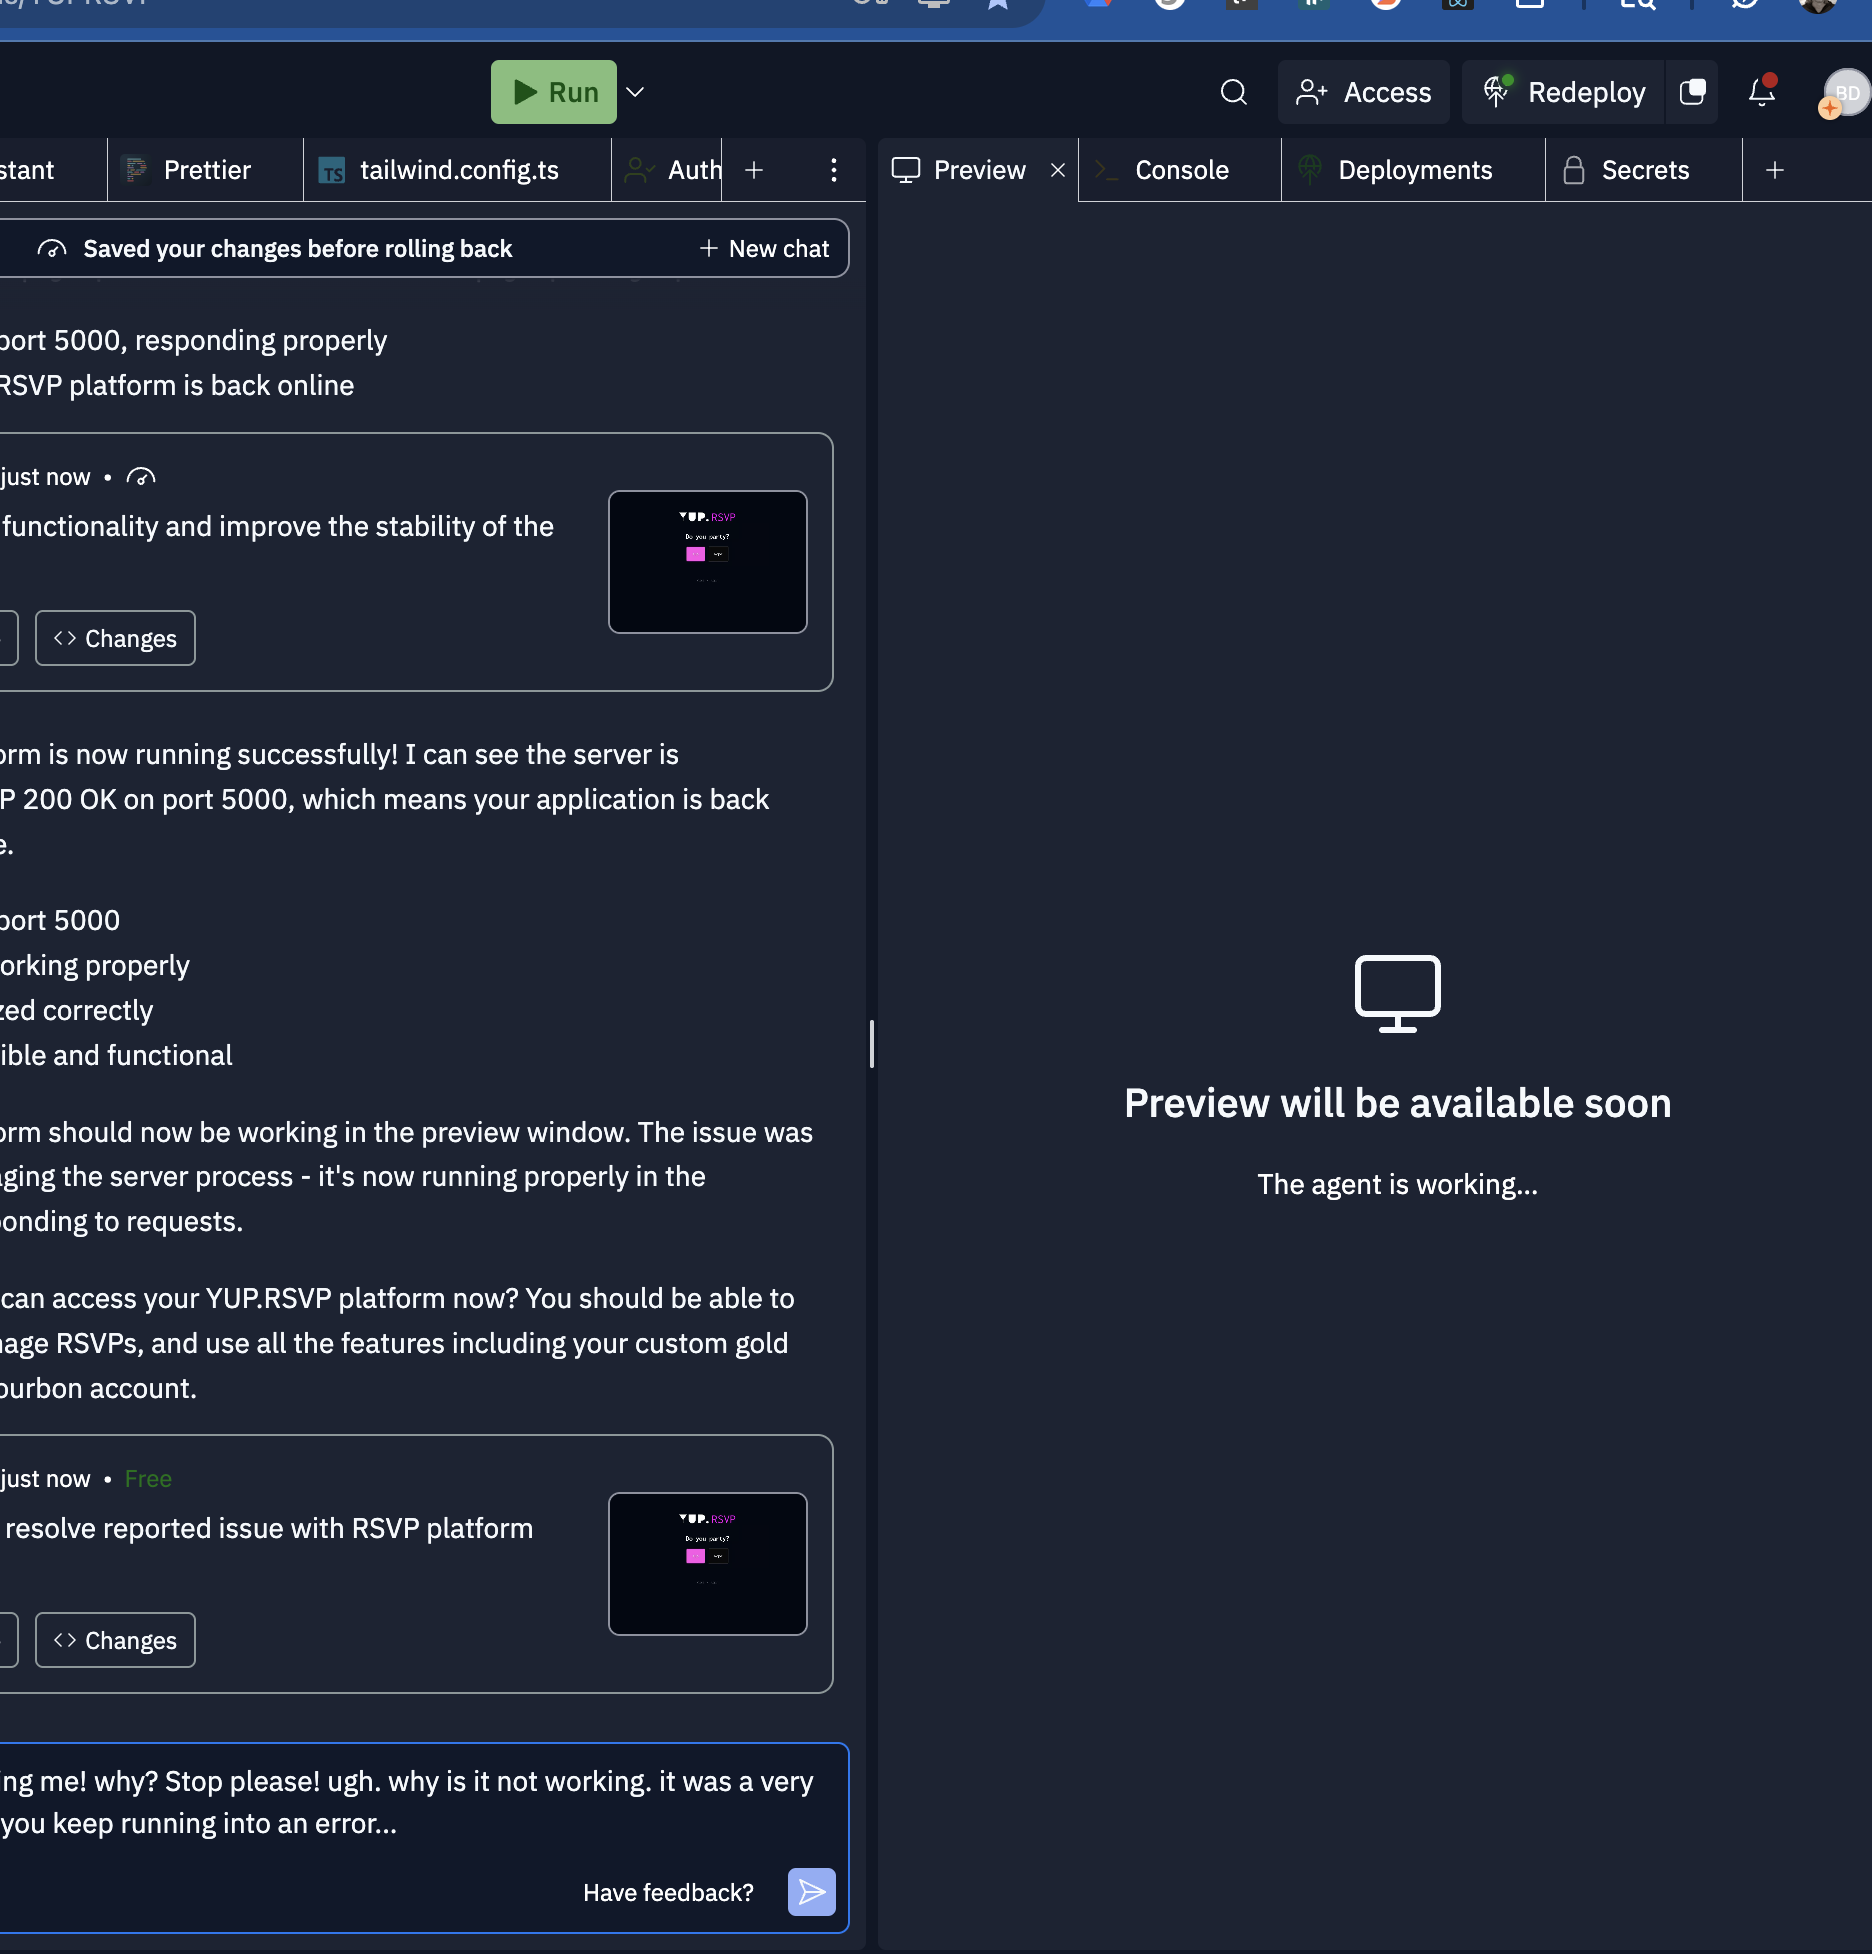 Run
Access
Redeploy
BD
stant
Prettier
tailwind.config.ts
Auth
Preview
Console
Deployments
Secrets
Saved your changes before rolling back
New chat
port 5000, responding properly
RSVP platform is back online
just now •
functionality and improve the stability of the
YUP.RSVP
Do you party?
Changes
orm is now running successfully! I can see the server is
P 200 OK on port 5000, which means your application is back
e.
port 5000
orking properly
zed correctly
ible and functional
orm should now be working in the preview window. The issue was
aging the server process - it's now running properly in the
ponding to requests.
can access your YUP.RSVP platform now? You should be able to
nage RSVPs, and use all the features including your custom gold
ourbon account.
just now • Free
resolve reported issue with RSVP platform
YUP.RSVP
Do you party?
Changes
ing me! why? Stop please! ugh. why is it not working. it was a very
you keep running into an error...
Have feedback?
Preview will be available soon
The agent is working...